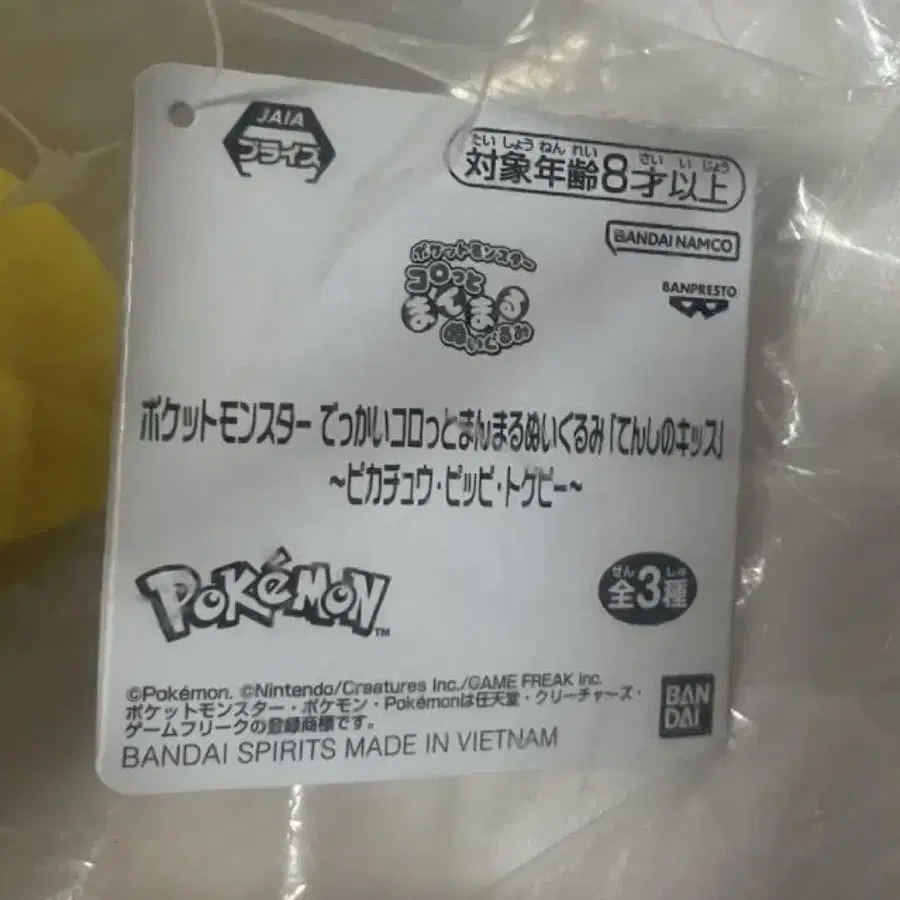 JAIA
プライズ
たいしょうねんれい さいいじょう
対象年齢8才以上
BANDAI NAMCO
ポケットモンスター
コロっと
まんまる
ぬいぐるみ
BANPRESTO
ポケットモンスター でっかいコロっとまんまるぬいぐるみ「てんしのキッス」
~ピカチュウ・ピッピ・トゲピー~
POKéMON™
ぜん しゅ
全3種
©Pokémon. ©Nintendo/Creatures Inc./GAME FREAK Inc.
ポケットモンスター・ポケモン・Pokémonは任天堂・クリーチャーズ・
ゲームフリークの登録商標です。
BANDAI SPIRITS MADE IN VIETNAM
BAN
DAI